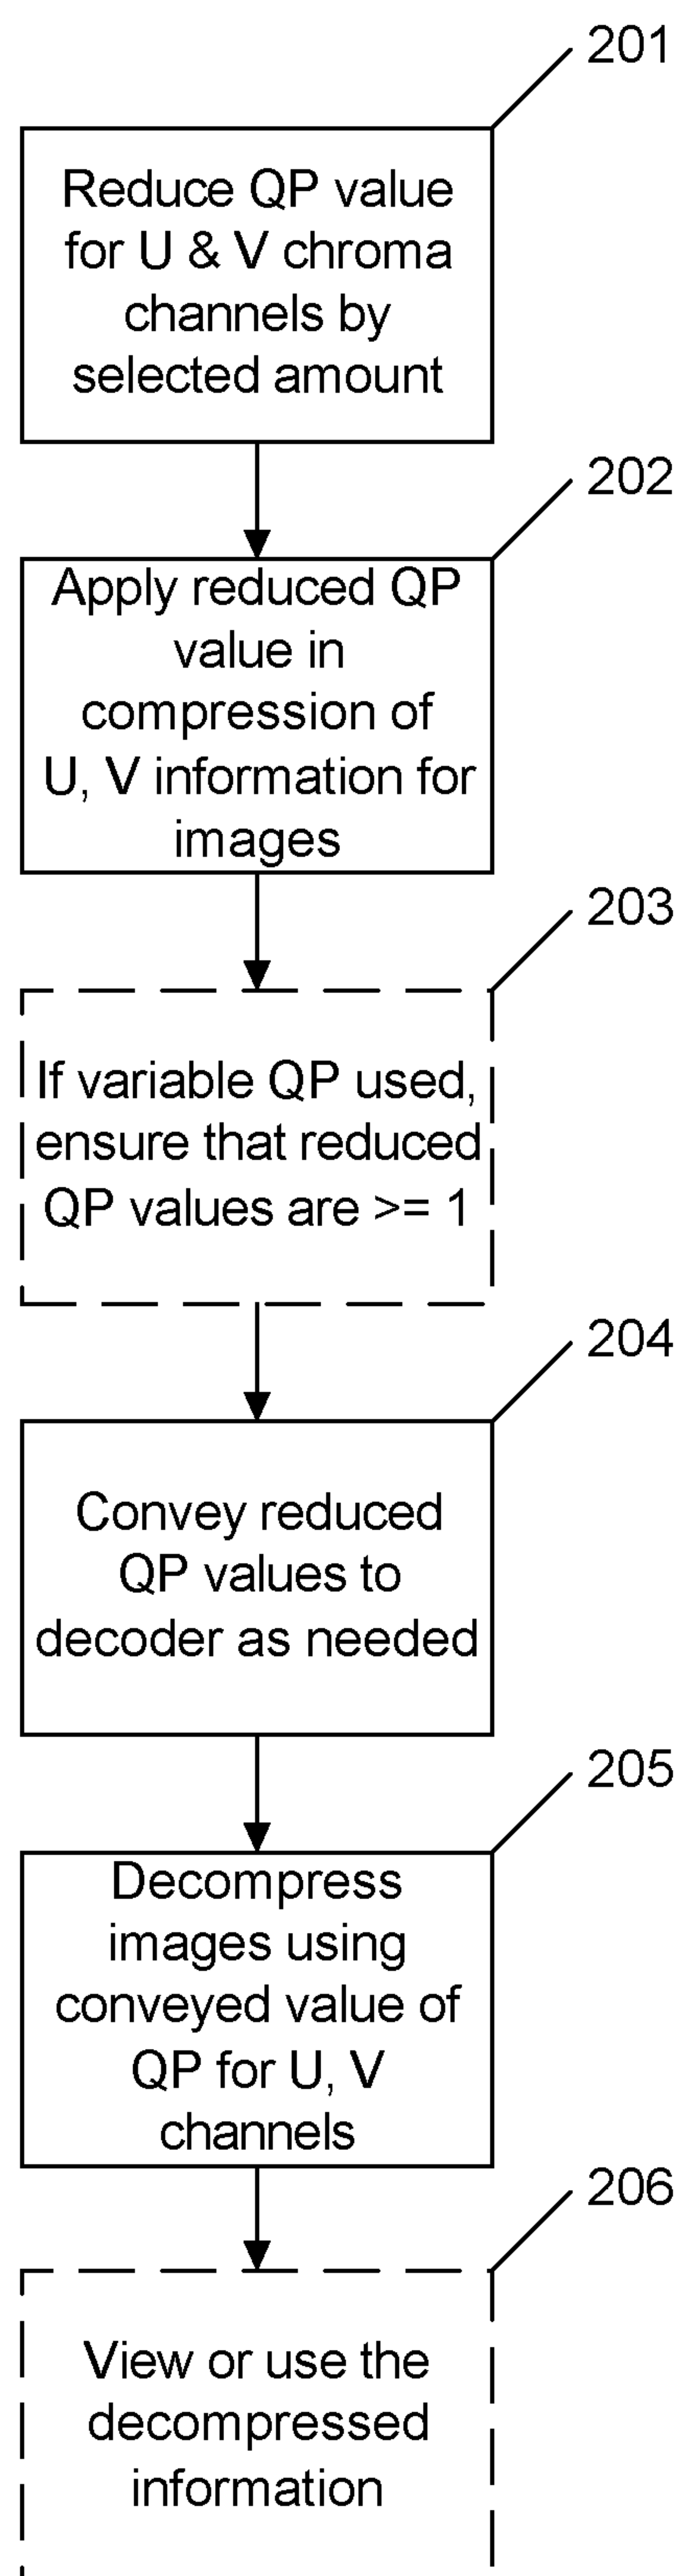 201
Reduce QP value
for U & V chroma
channels by
selected amount
202
Apply reduced QP
value in
compression of
U, V information for
images
203
If variable QP used,
ensure that reduced
QP values are >= 1
204
Convey reduced
QP values to
decoder as needed
205
Decompress
images using
conveyed value of
QP for U, V
channels
206
View or use the
decompressed
information